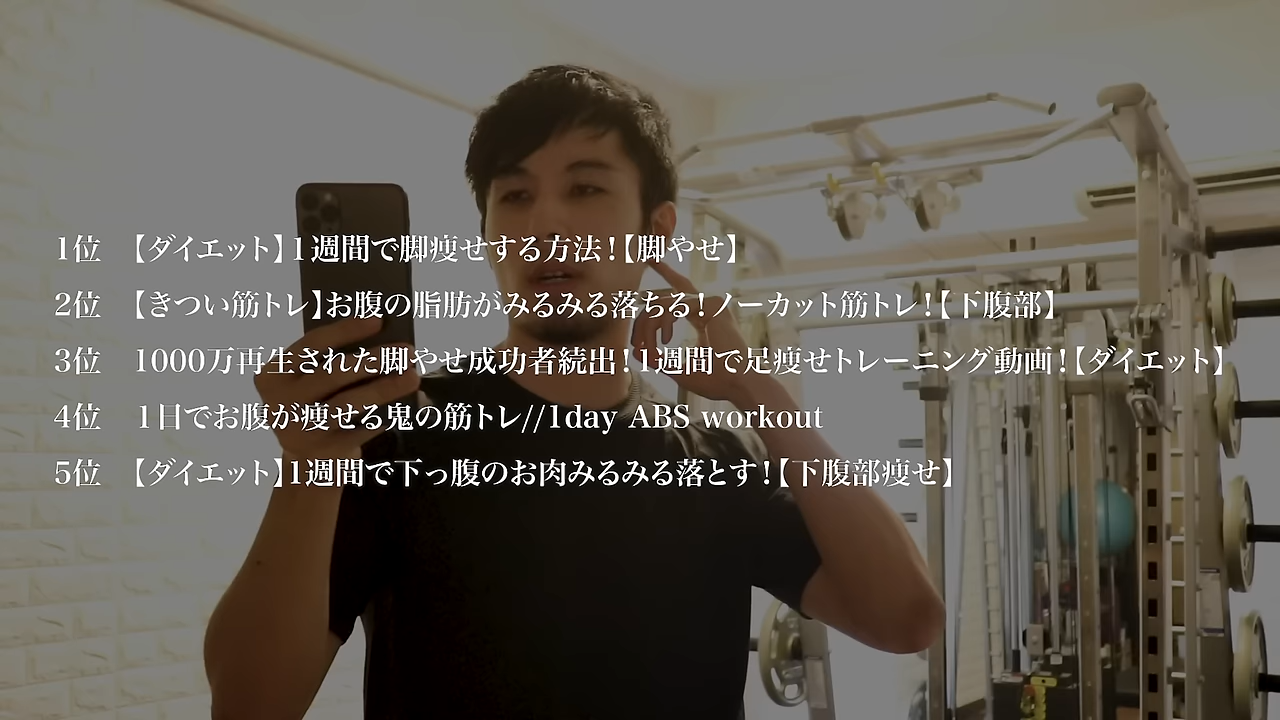 1位 【ダイエット】1週間で脚痩せする方法！【脚やせ】
2位 【きつい筋トレ】お腹の脂肪がみるみる落ちる！ノーカット筋トレ！【下腹部】
3位 1000万再生された脚やせ成功者続出！1週間で足痩せトレーニング動画！【ダイエット】
4位 1日でお腹が痩せる鬼の筋トレ//1day ABS workout
5位 【ダイエット】1週間で下っ腹のお肉みるみる落とす！【下腹部痩せ】